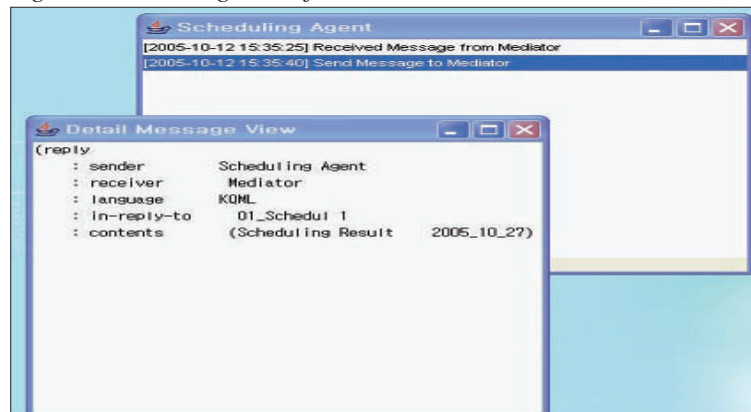 Scheduling Agent
[2005-10-12 15:35:25] Received Message from Mediator
[2005-10-12 15:35:40] Send Message to Mediator
Detail Message View
(reply
: sender Scheduling Agent
: receiver Mediator
: language KQML
: in-reply-to 01_Schedul 1
: contents (Scheduling Result 2005_10_27)